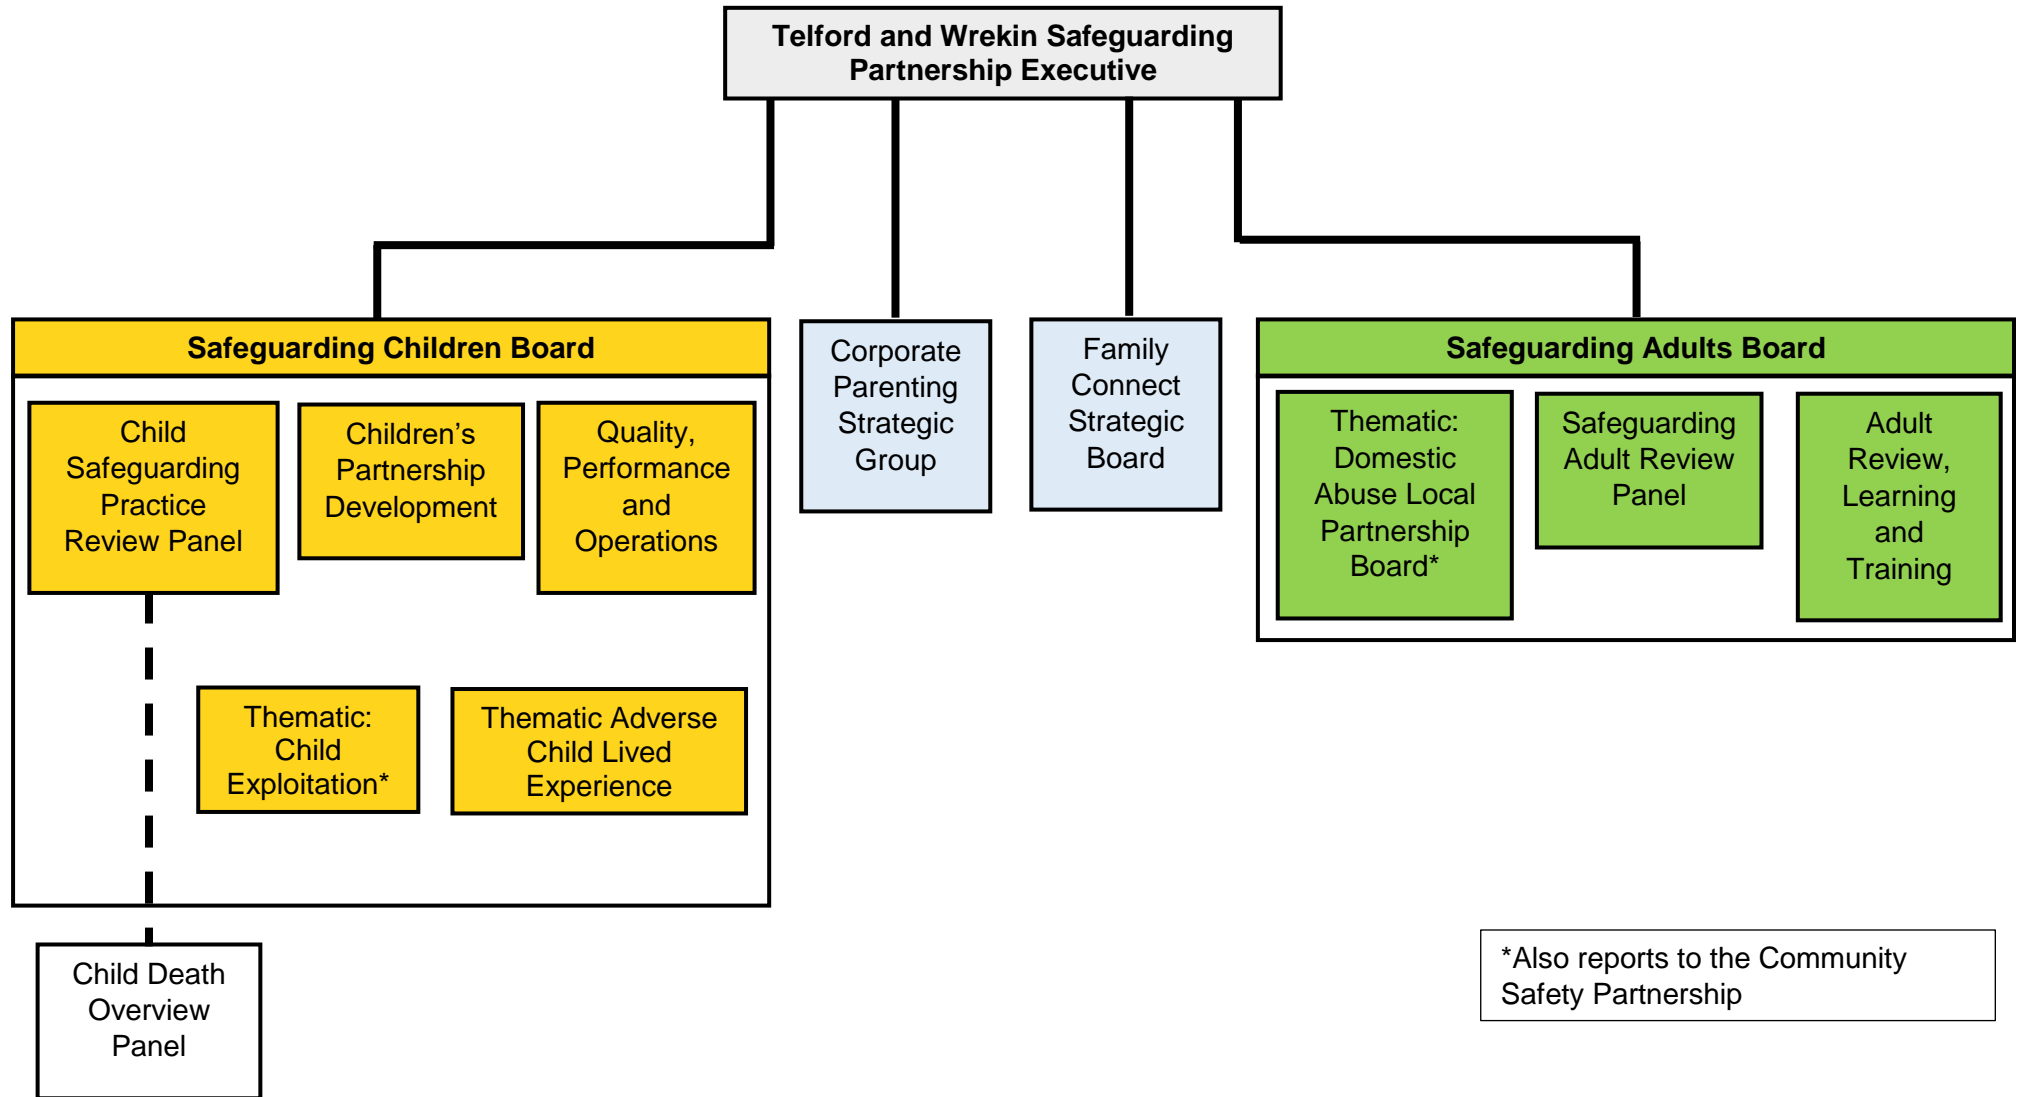 Telford and Wrekin Safeguarding
Partnership Executive
Safeguarding Children Board
Child
Safeguarding
Practice
Review Panel
Children’s
Partnership
Development
Quality,
Performance
and
Operations
Thematic:
Child
Exploitation*
Thematic Adverse
Child Lived
Experience
Child Death
Overview
Panel
Corporate
Parenting
Strategic
Group
Family
Connect
Strategic
Board
Safeguarding Adults Board
Thematic:
Domestic
Abuse Local
Partnership
Board*
Safeguarding
Adult Review
Panel
Adult
Review,
Learning
and
Training
*Also reports to the Community
Safety Partnership